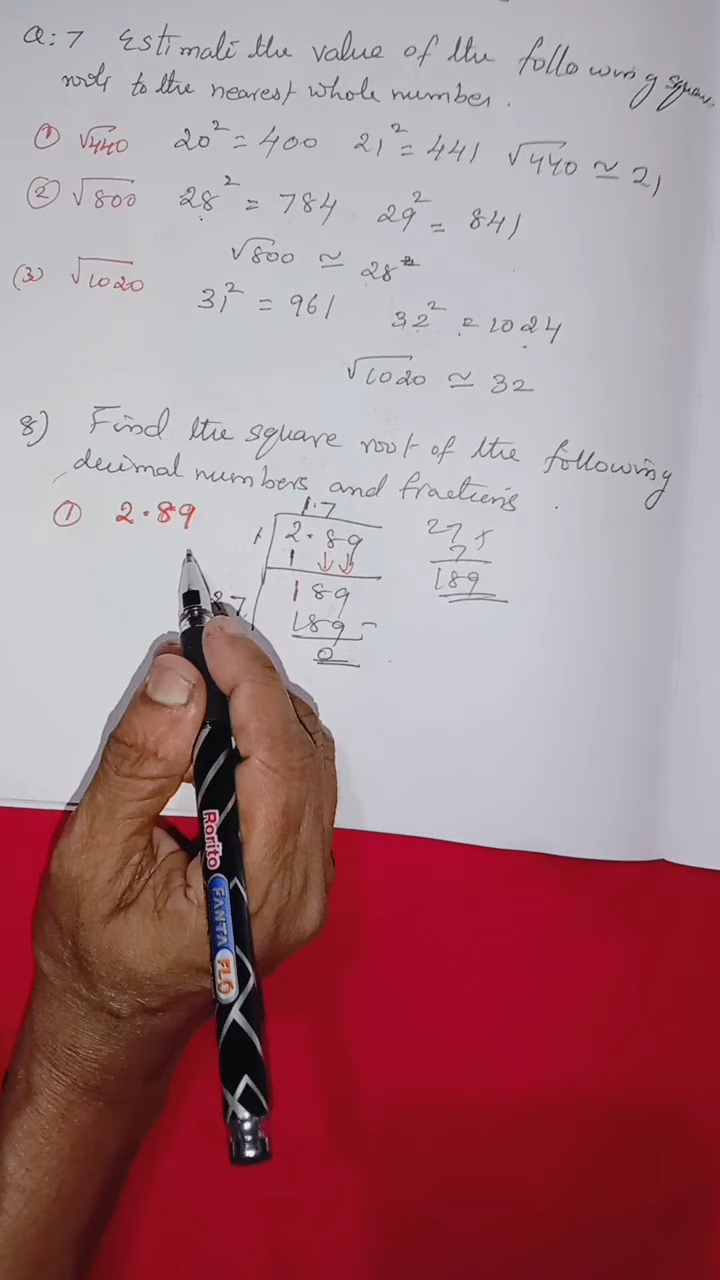 Q:7 Estimate the value of the following square
roots to the nearest whole number.
① √440 20² = 400 21² = 441 √440 ≃ 21
② √800 28² = 784 29² = 841
√800 ≃ 28
(3) √1020 31² = 961 32² = 1024
√1020 ≃ 32
8) Find the square root of the following
decimal numbers and fractions.
① 2.89
1.7
1 2.89 27 ×
1 ↓↓ 7
27 189 189
189 -
0
Rorito FANTA FLO